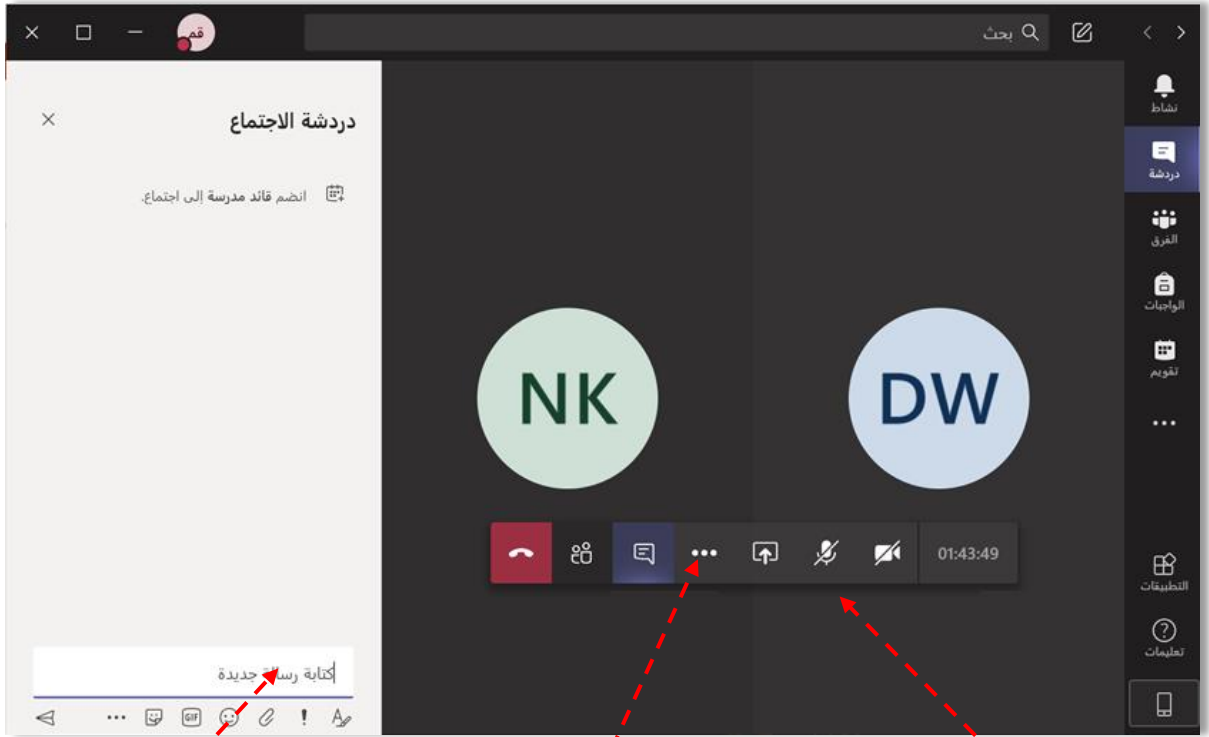 قم
بحث
نشاط
دردشة
الفرق
الواجبات
تقويم
التطبيقات
تعليمات
دردشة الاجتماع
انضم قائد مدرسة إلى اجتماع.
NK
DW
01:43:49
كتابة رسالة جديدة
GIF